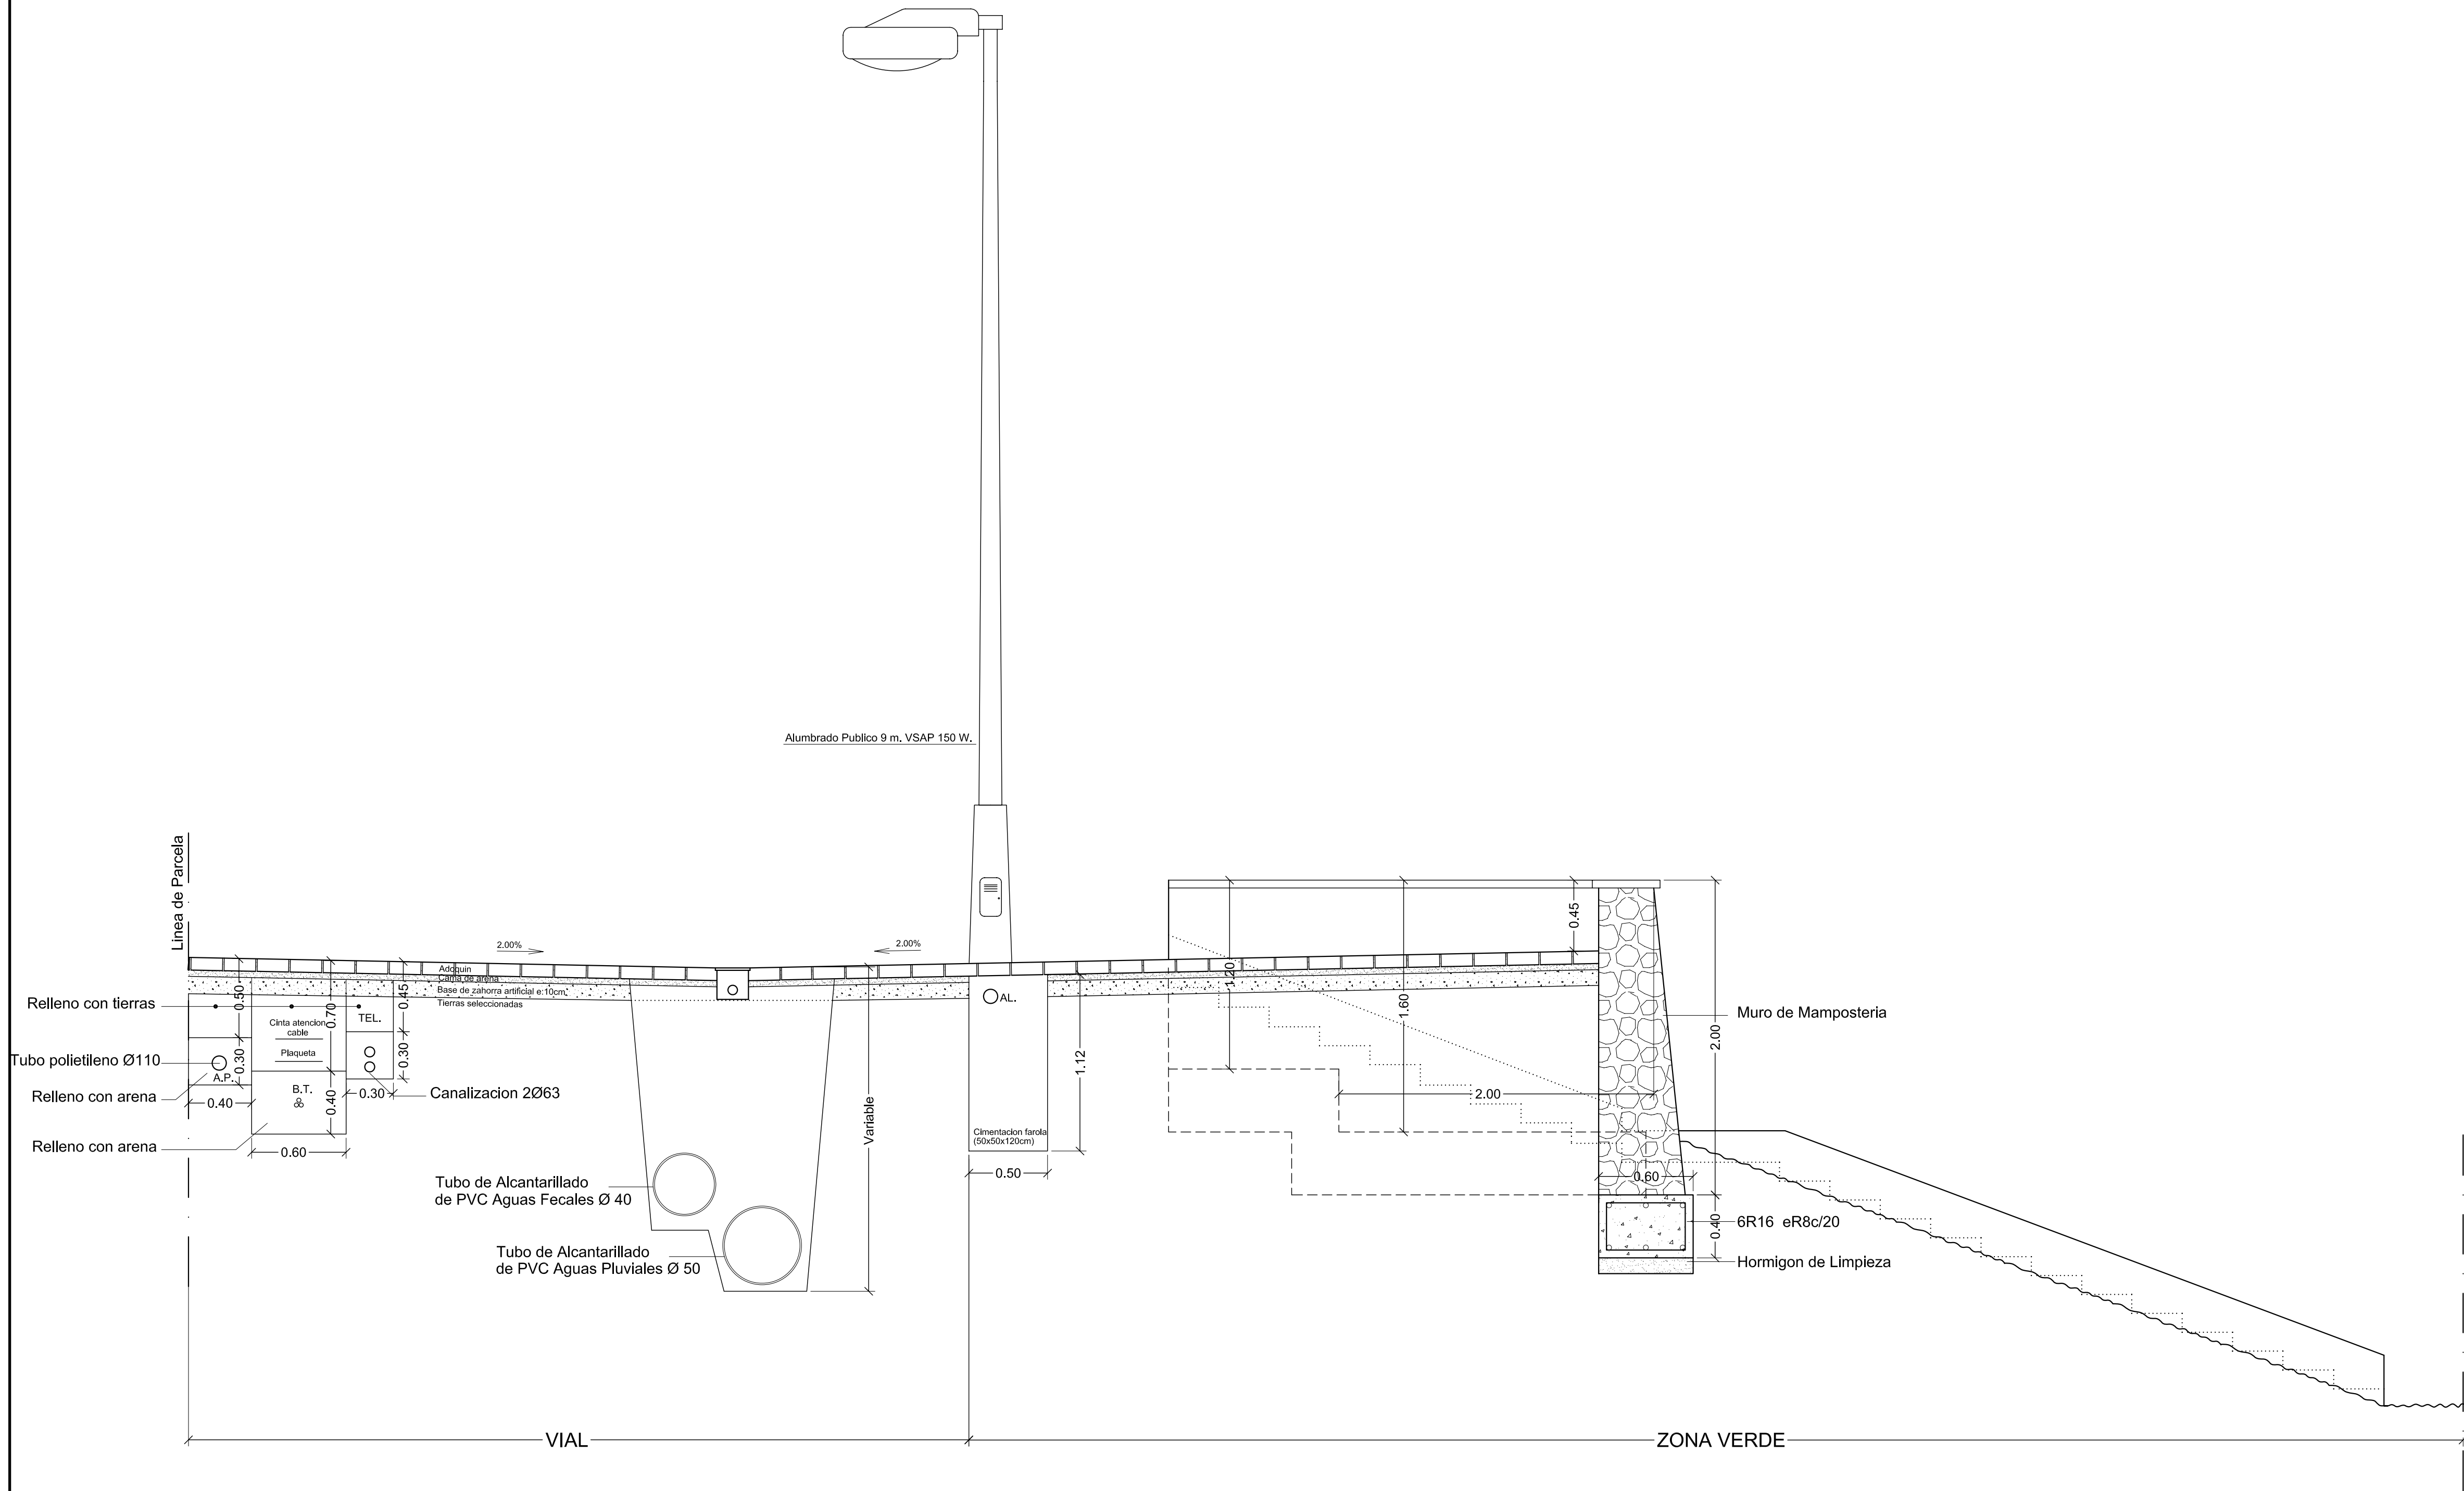 Alumbrado Publico 9 m. VSAP 150 W.
Linea de Parcela
2.00%
2.00%
Adoquin
Cama de arena
Base de zahorra artificial e:10cm.
Tierras seleccionadas
Relleno con tierras
Tubo polietileno Ø110
Relleno con arena
Relleno con arena
0.50
0.30
A.P.
0.40
Cinta atencion
cable
Plaqueta
B.T.
0.70
0.40
0.60
TEL.
0.45
0.30
0.30
Canalizacion 2Ø63
Tubo de Alcantarillado
de PVC Aguas Fecales Ø 40
Tubo de Alcantarillado
de PVC Aguas Pluviales Ø 50
Variable
AL.
Cimentacion farola
(50x50x120cm)
1.12
0.50
1.20
1.60
0.45
2.00
2.00
0.60
0.40
Muro de Mamposteria
6R16 eR8c/20
Hormigon de Limpieza
VIAL
ZONA VERDE